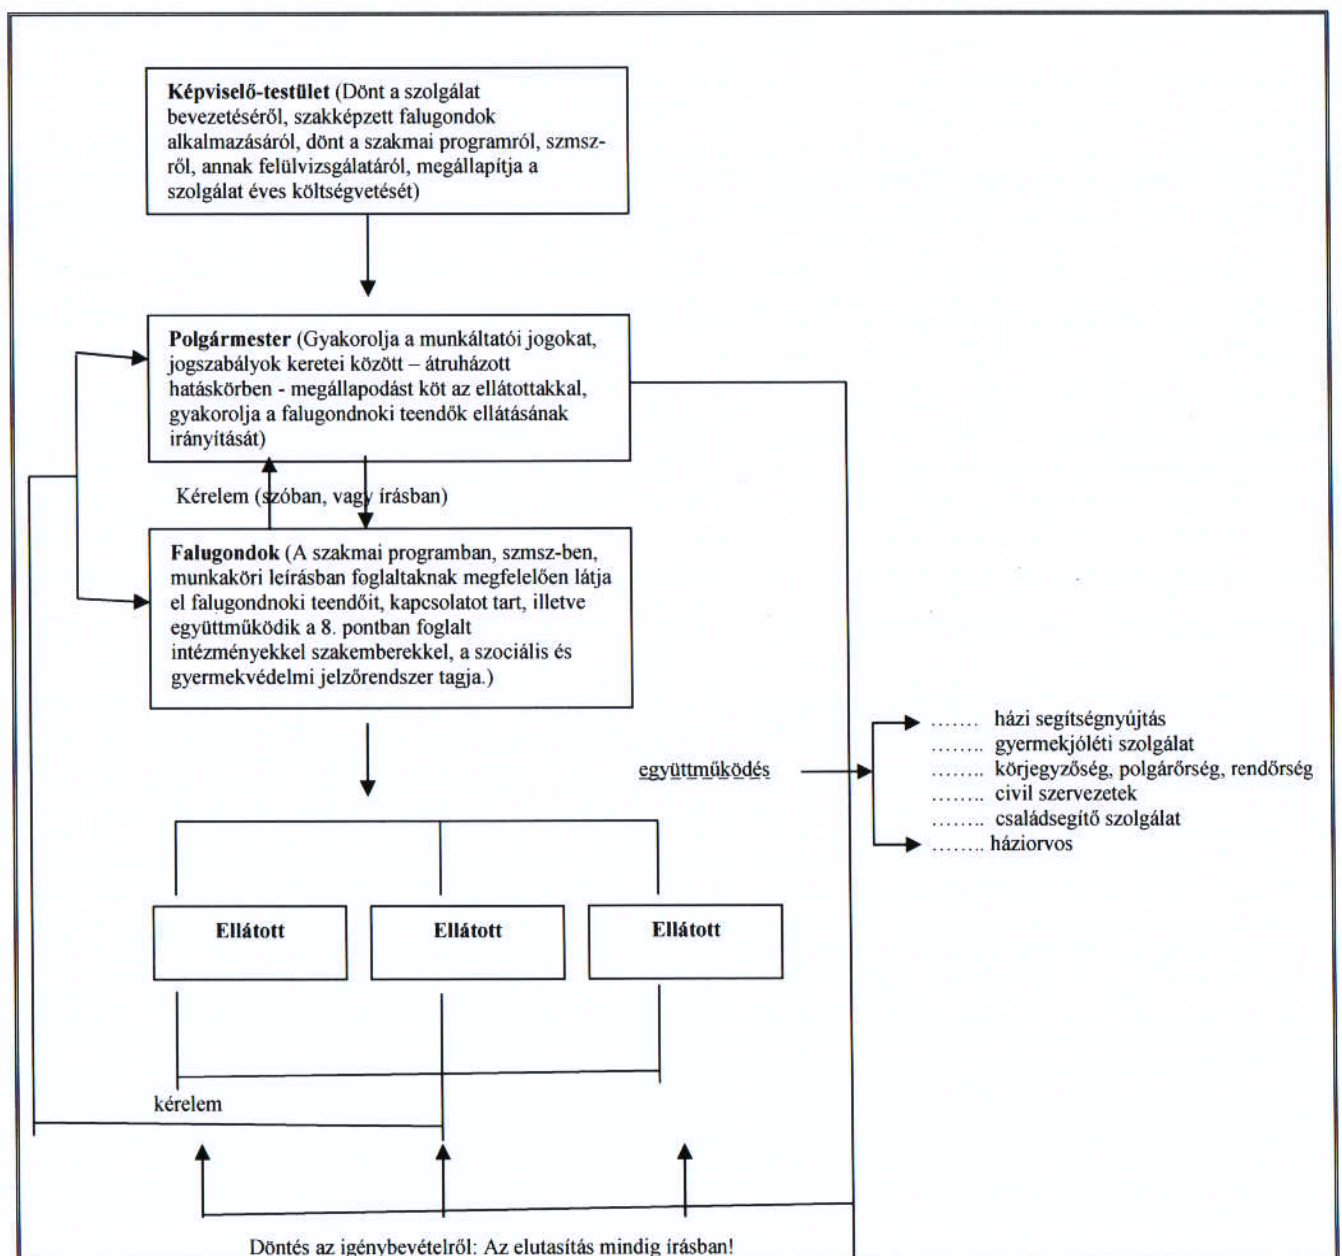 Képviselő-testület (Dönt a szolgálat
bevezetéséről, szakképzett falugondok
alkalmazásáról, dönt a szakmai programról, szmsz-
ről, annak felülvizsgálatáról, megállapítja a
szolgálat éves költségvetését)
Polgármester (Gyakorolja a munkáltatói jogokat,
jogszabályok keretei között – átruházott
hatáskörben - megállapodást köt az ellátottakkal,
gyakorolja a falugondnoki teendők ellátásának
irányítását)
Kérelem (szóban, vagy írásban)
Falugondok (A szakmai programban, szmsz-ben,
munkaköri leírásban foglaltaknak megfelelően látja
el falugondnoki teendőit, kapcsolatot tart, illetve
együttműködik a 8. pontban foglalt
intézményekkel szakemberekkel, a szociális és
gyermekvédelmi jelzőrendszer tagja.)
együttműködés
....... házi segítségnyújtás
........ gyermekjóléti szolgálat
........ körjegyzőség, polgárőrség, rendőrség
........ civil szervezetek
........ családsegítő szolgálat
........ háziorvos
Ellátott
Ellátott
Ellátott
kérelem
Döntés az igénybevételről: Az elutasítás mindig írásban!